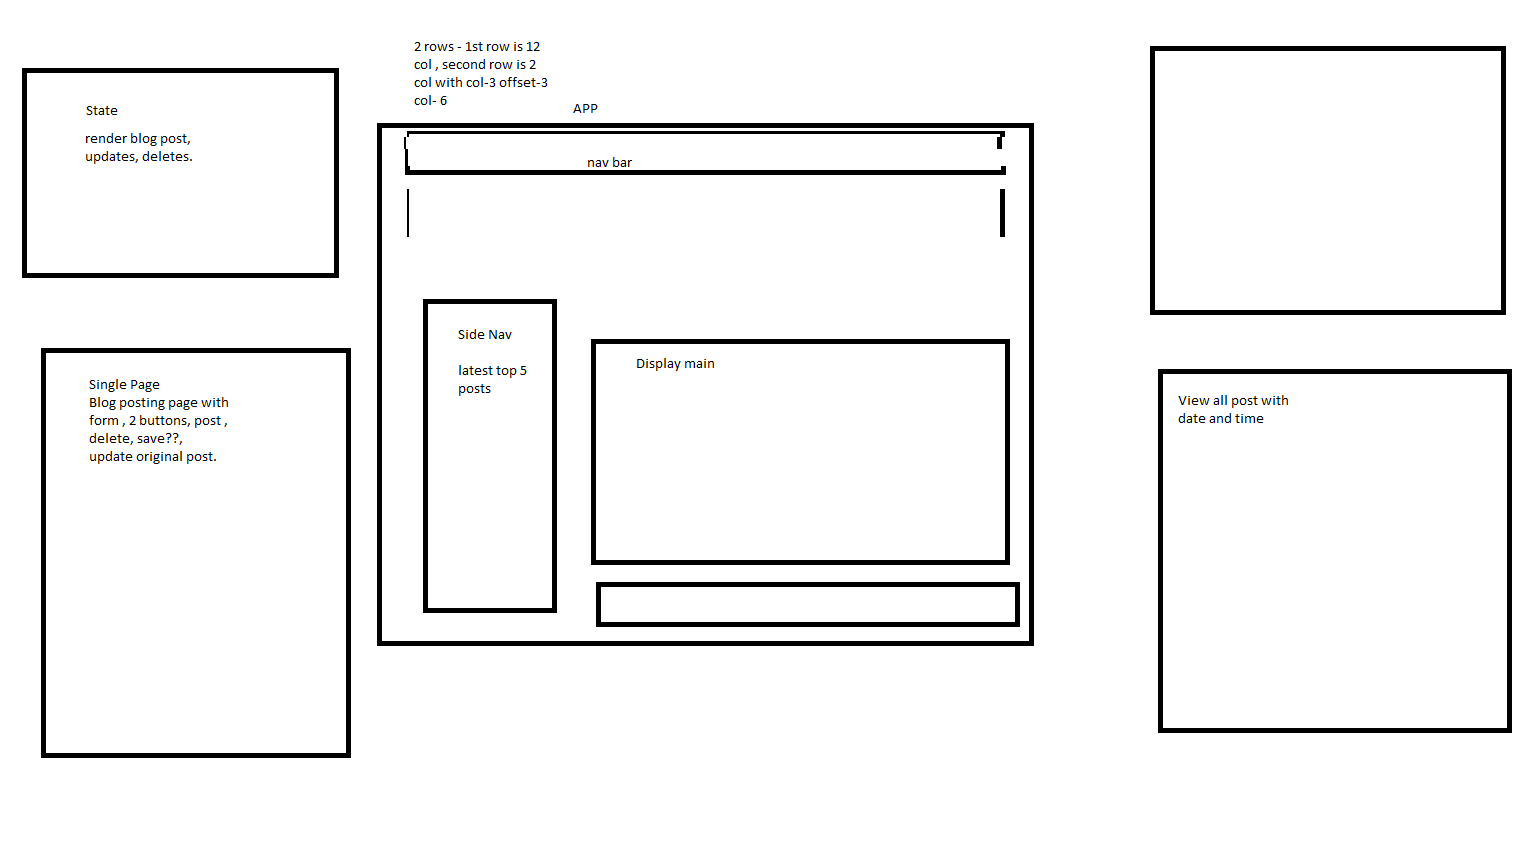 2 rows - 1st row is 12
col , second row is 2
col with col-3 offset-3
col- 6
APP
State
render blog post,
updates, deletes.
nav bar
Side Nav
latest top 5
posts
Display main
Single Page
Blog posting page with
form , 2 buttons, post ,
delete, save??,
update original post.
View all post with
date and time